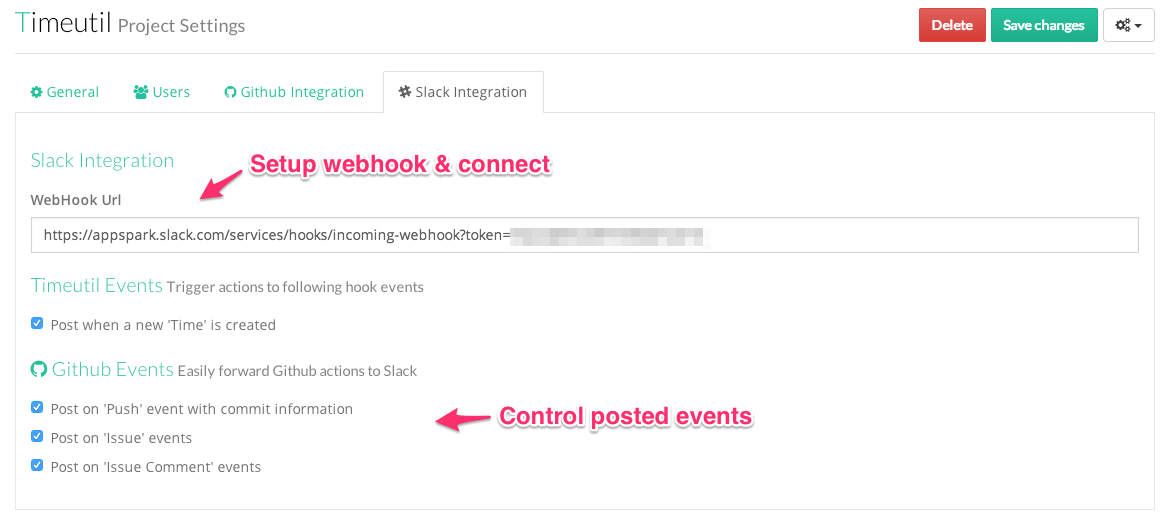 Timeutil Project Settings
Delete
Save changes
General
Users
Github Integration
Slack Integration
Slack Integration
Setup webhook & connect
WebHook Url
https://appspark.slack.com/services/hooks/incoming-webhook?token=
Timeutil Events Trigger actions to following hook events
Post when a new 'Time' is created
Github Events Easily forward Github actions to Slack
Post on 'Push' event with commit information
Control posted events
Post on 'Issue' events
Post on 'Issue Comment' events